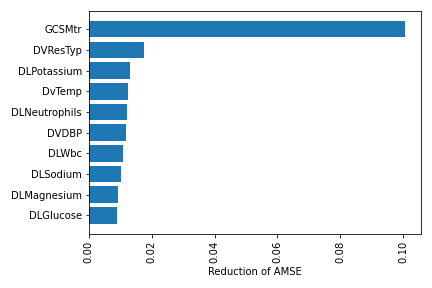 GCSMtr
DVResTyp
DLPotassium
DvTemp
DLNeutrophils
DVDBP
DLWbc
DLSodium
DLMagnesium
DLGlucose
0.00 0.02 0.04 0.06 0.08 0.10
Reduction of AMSE